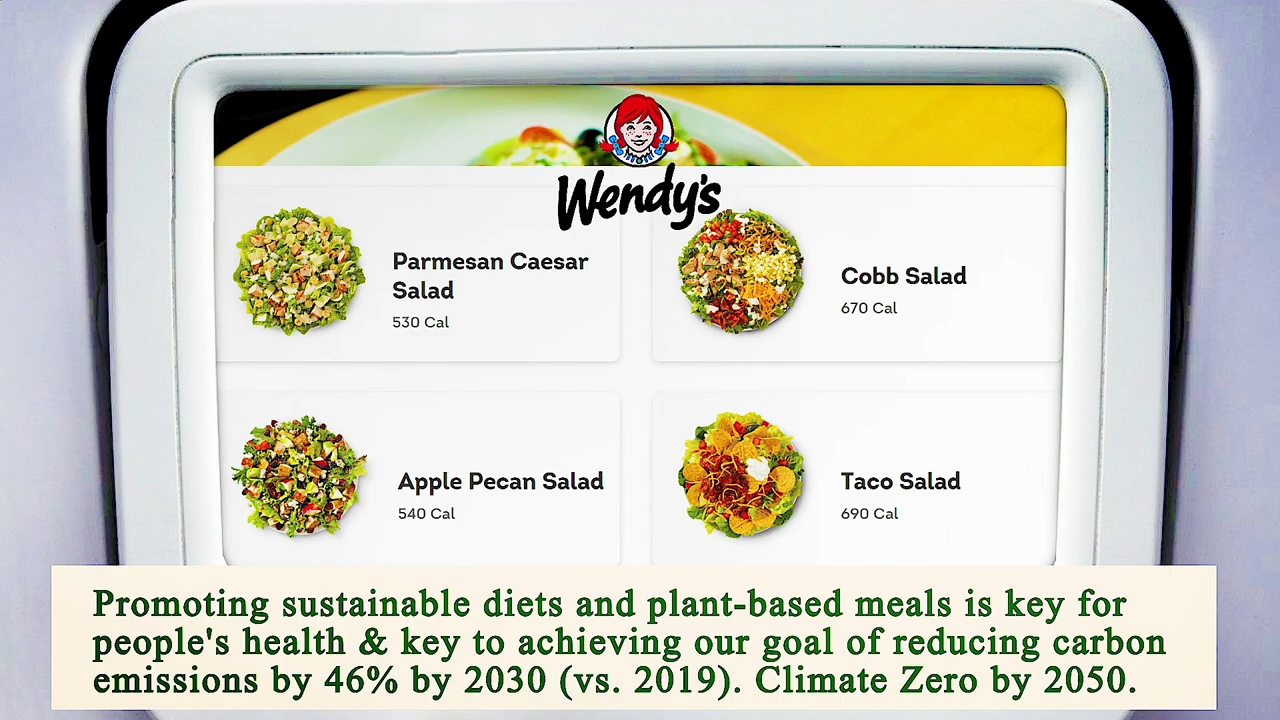 Wendy's
Parmesan Caesar
Salad
530 Cal
Cobb Salad
670 Cal
Apple Pecan Salad
540 Cal
Taco Salad
690 Cal
Promoting sustainable diets and plant-based meals is key for
people's health & key to achieving our goal of reducing carbon
emissions by 46% by 2030 (vs. 2019). Climate Zero by 2050.